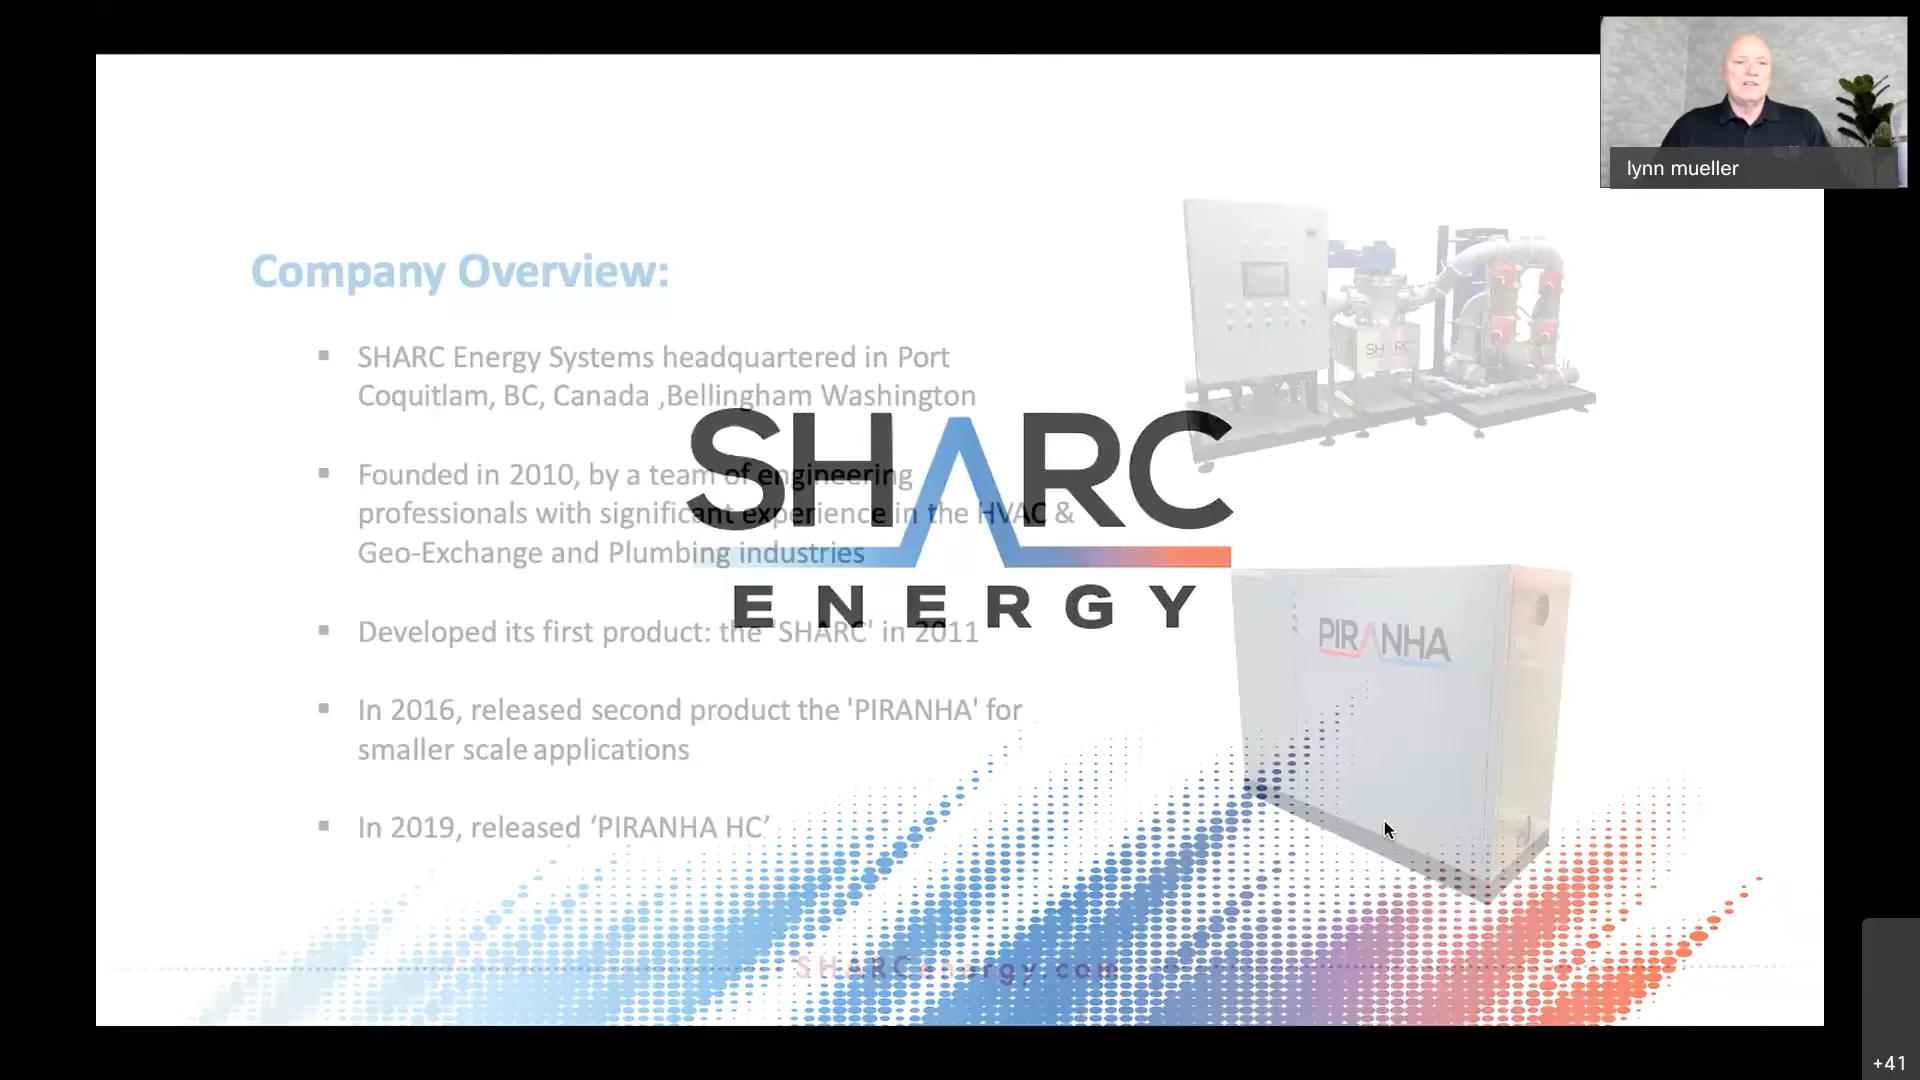 lynn mueller
Company Overview:
▪ SHARC Energy Systems headquartered in Port
Coquitlam, BC, Canada ,Bellingham Washington
▪ Founded in 2010, by a team of engineering
professionals with significant experience in the HVAC &
Geo-Exchange and Plumbing industries
▪ Developed its first product: the 'SHARC' in 2011
▪ In 2016, released second product the 'PIRANHA' for
smaller scale applications
▪ In 2019, released ‘PIRANHA HC’
SHARC
ENERGY
SHARC
PIRANHA
SHARCenergy.com
+41